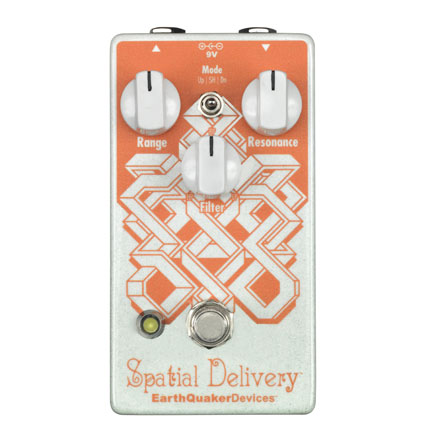 9V
Mode
Up | SH | Dn
Range
Resonance
Filter
Spatial Delivery
EarthQuakerDevices